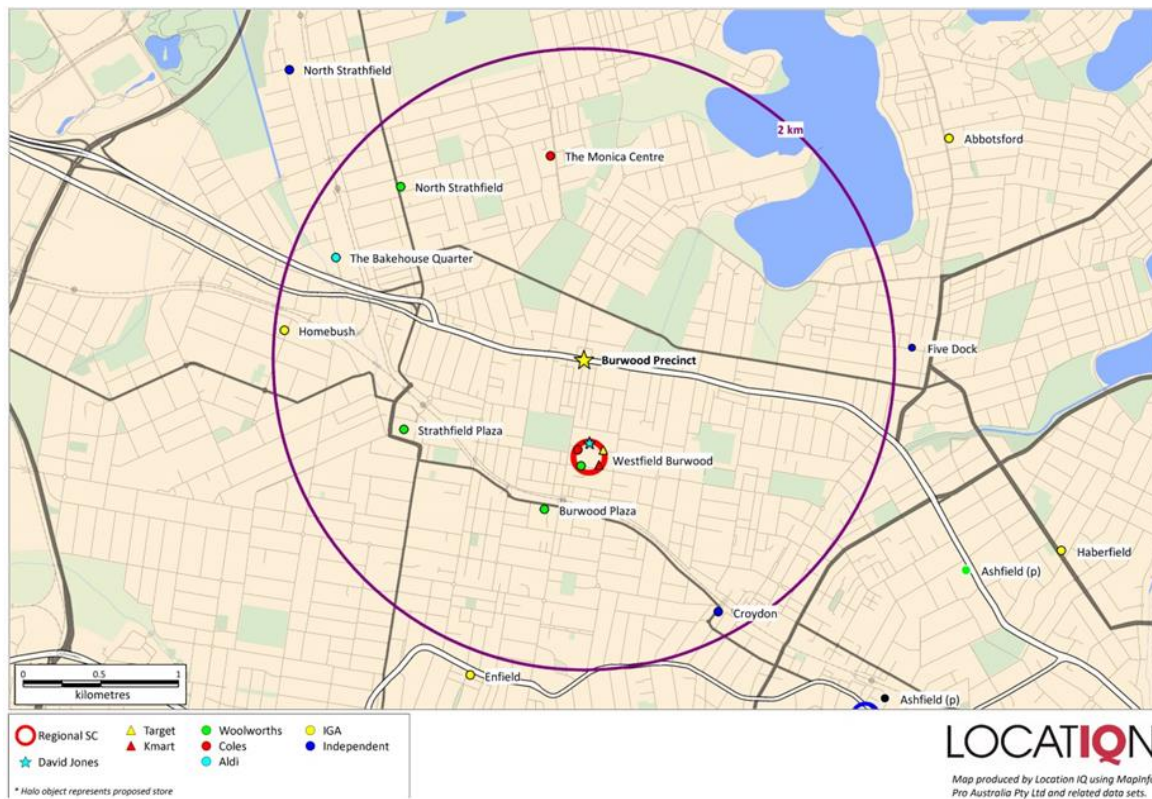 North Strathfield
2 km
Abbotsford
The Monica Centre
North Strathfield
The Bakehouse Quarter
Homebush
Five Dock
Burwood Precinct
Strathfield Plaza
Westfield Burwood
Burwood Plaza
Haberfield
Ashfield (p)
Croydon
Enfield
Ashfield (p)
0 0.5 1
kilometres
Regional SC
David Jones
Target
Kmart
Woolworths
Coles
Aldi
IGA
Independent
* Halo object represents proposed store
LOCATIQN
Map produced by Location IQ using MapInfo
Pro Australia Pty Ltd and related data sets.